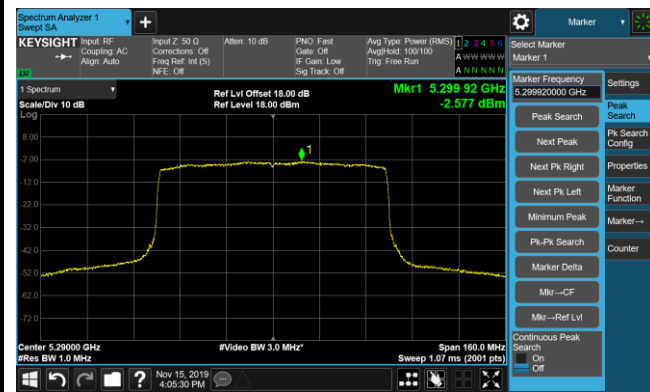 Spectrum Analyzer 1
Swept SA
Marker
KEYSIGHT
Input: RF
Coupling: AC
Align: Auto
Input Z: 50 Ω
Corrections: Off
Freq Ref: Int (S)
NFE: Off
Atten: 10 dB
PNO: Fast
Gate: Off
IF Gain: Low
Sig Track: Off
Avg Type: Power (RMS)
Avg|Hold: 100/100
Trig: Free Run
1 2 3 4 5 6
A W W W W W
A N N N N N
Select Marker
Marker 1
1 Spectrum
Scale/Div 10 dB
Log
Ref Lvl Offset 18.00 dB
Ref Level 18.00 dBm
Mkr1 5.299 92 GHz
-2.577 dBm
1
8.00
-2.00
-12.0
-22.0
-32.0
-42.0
-52.0
-62.0
-72.0
Center 5.29000 GHz
#Res BW 1.0 MHz
#Video BW 3.0 MHz*
Span 160.0 MHz
Sweep 1.07 ms (2001 pts)
Marker Frequency
5.299920000 GHz
Peak Search
Next Peak
Next Pk Right
Next Pk Left
Minimum Peak
Pk-Pk Search
Marker Delta
Mkr→CF
Mkr→Ref Lvl
Continuous Peak
Search
On
Off
Settings
Peak
Search
Pk Search
Config
Properties
Marker
Function
Marker→
Counter
?
Nov 15, 2019
4:05:30 PM